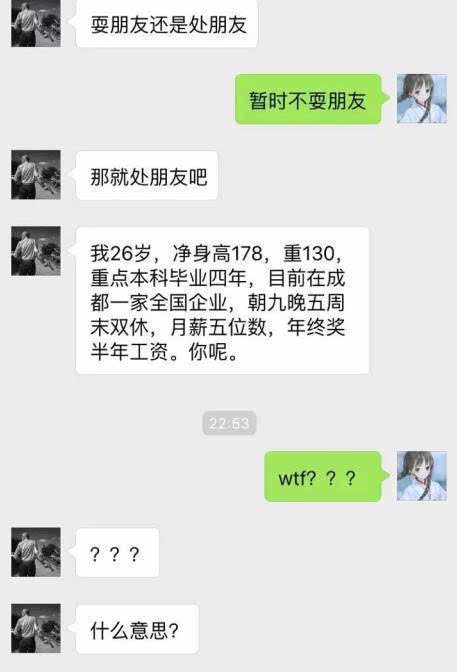 耍朋友还是处朋友
暂时不耍朋友
那就处朋友吧
我26岁，净身高178，重130，
重点本科毕业四年，目前在成
都一家全国企业，朝九晚五周
末双休，月薪五位数，年终奖
半年工资。你呢。
22:53
wtf？？？
？？？
什么意思？